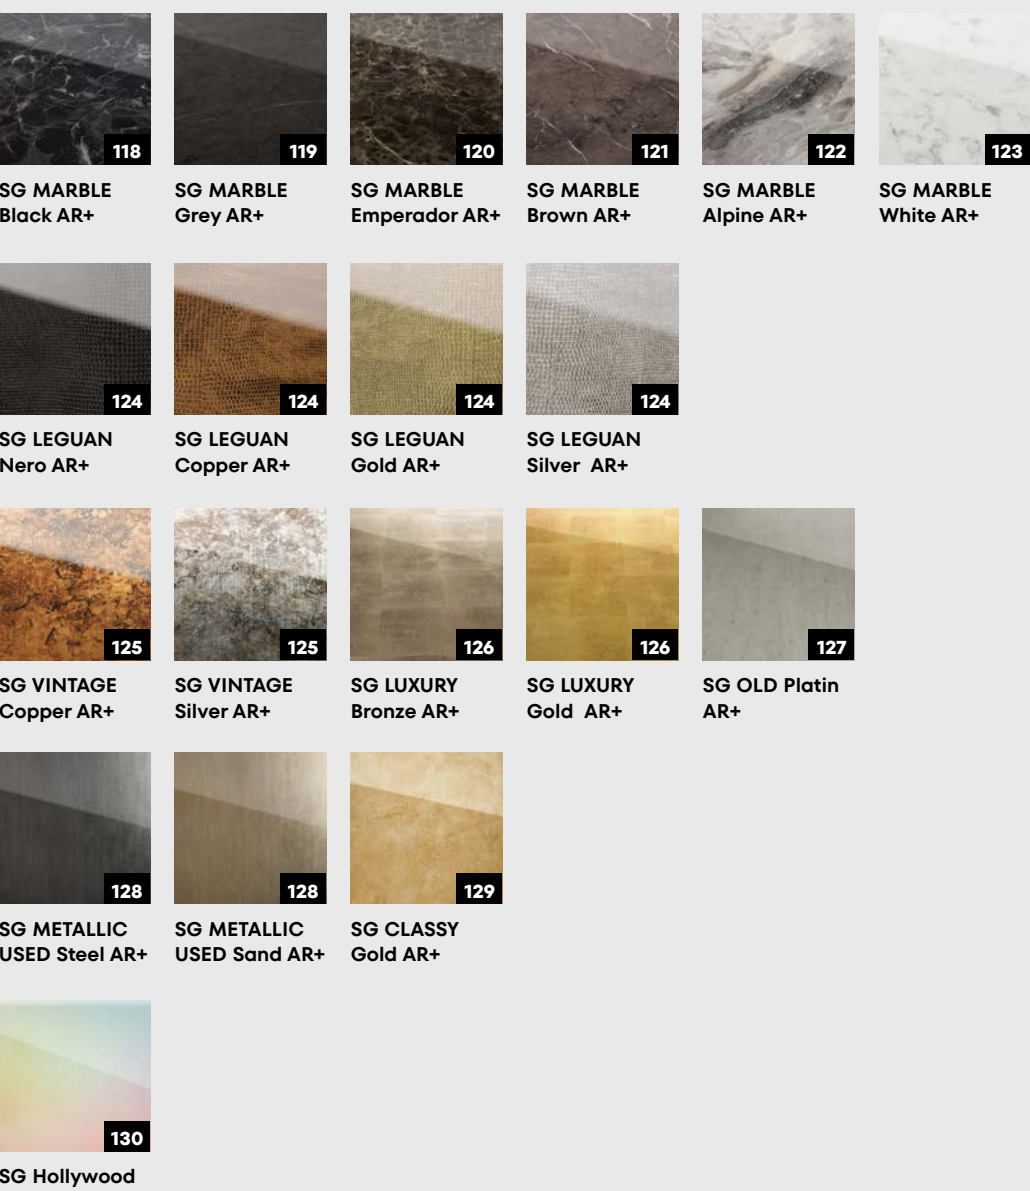 118 119 120 121 122 123
SG MARBLE SG MARBLE SG MARBLE SG MARBLE SG MARBLE SG MARBLE
Black AR+ Grey AR+ Emperador AR+ Brown AR+ Alpine AR+ White AR+
124 124 124 124
SG LEGUAN SG LEGUAN SG LEGUAN SG LEGUAN
Nero AR+ Copper AR+ Gold AR+ Silver AR+
125 125 126 126 127
SG VINTAGE SG VINTAGE SG LUXURY SG LUXURY SG OLD Platin
Copper AR+ Silver AR+ Bronze AR+ Gold AR+ AR+
128 128 129
SG METALLIC SG METALLIC SG CLASSY
USED Steel AR+ USED Sand AR+ Gold AR+
130
SG Hollywood